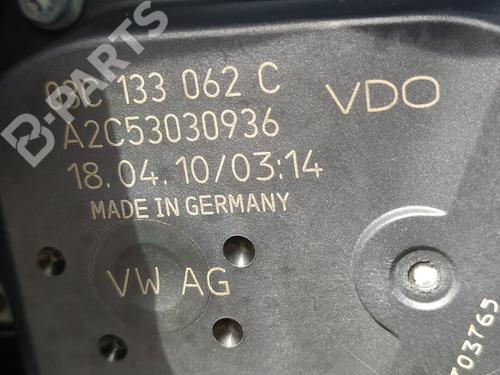 B-PARTS
03C 133 062 C
VDO
A2C53030936
18.04.10/03:14
MADE IN GERMANY
VW AG